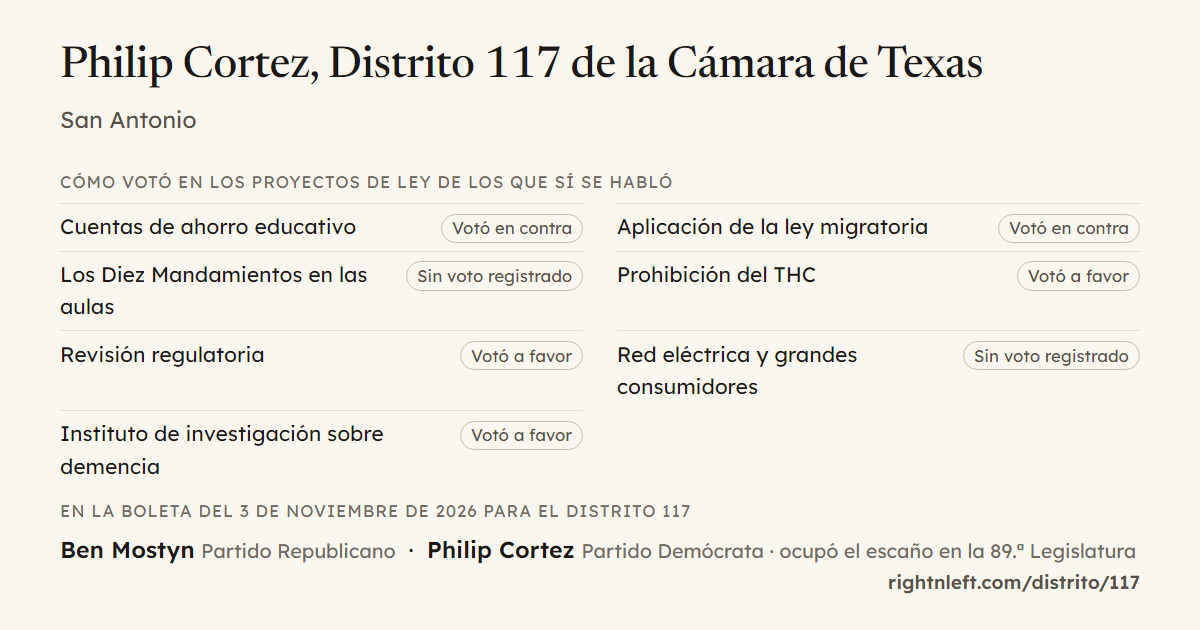 Philip Cortez, Distrito 117 de la Cámara de Texas
San Antonio
CÓMO VOTÓ EN LOS PROYECTOS DE LEY DE LOS QUE SÍ SE HABLÓ
Cuentas de ahorro educativo
Votó en contra
Aplicación de la ley migratoria
Votó en contra
Los Diez Mandamientos en las
aulas
Sin voto registrado
Prohibición del THC
Votó a favor
Revisión regulatoria
Votó a favor
Red eléctrica y grandes
consumidores
Sin voto registrado
Instituto de investigación sobre
demencia
Votó a favor
EN LA BOLETA DEL 3 DE NOVIEMBRE DE 2026 PARA EL DISTRITO 117
Ben Mostyn Partido Republicano · Philip Cortez Partido Demócrata · ocupó el escaño en la 89.ª Legislatura
rightnleft.com/distrito/117